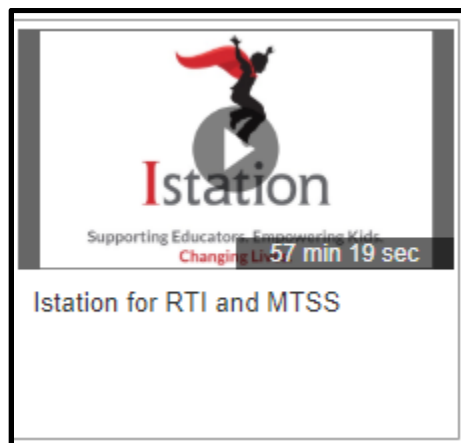 Istation
Supporting Educators. Empowering Kids.
Changing
57 min 19 sec
Istation for RTI and MTSS